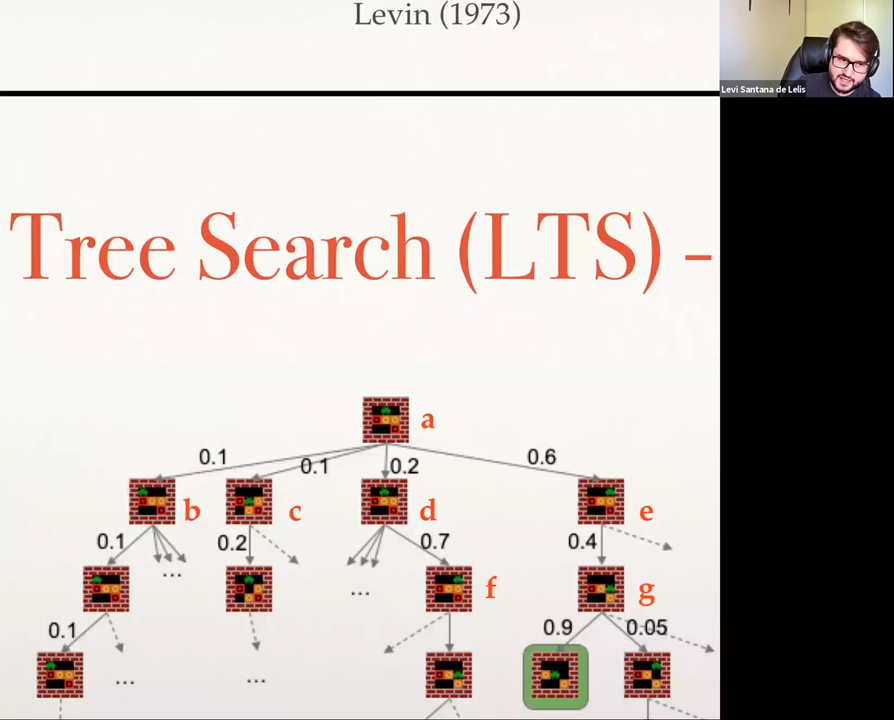 Levin (1973)
Levi Santana de Lelis
Tree Search (LTS) -
a
0.1 0.1 0.2 0.6
b c d e
0.1 0.2 0.7 0.4
... ... f g
0.1 0.9 0.05
... ...